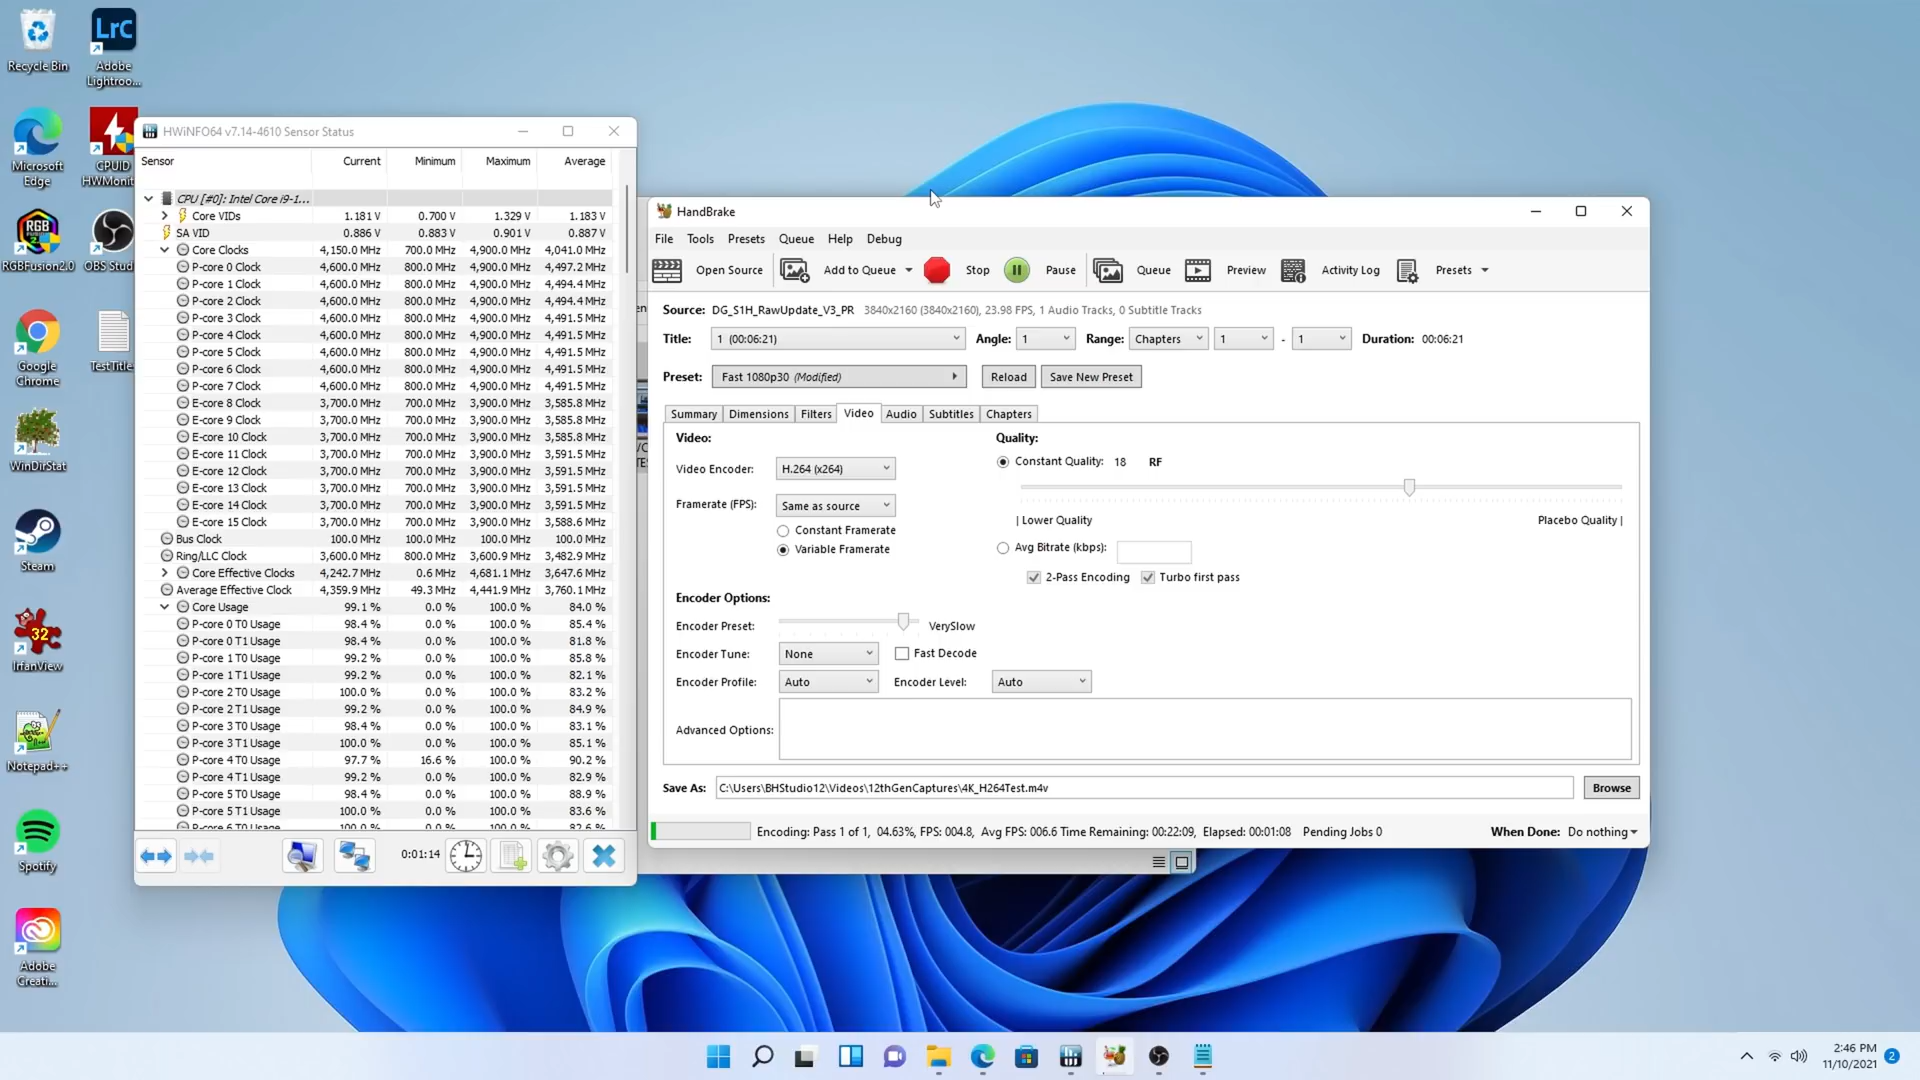 Recycle Bin
Adobe Lightroo...
Microsoft Edge
CPUID HWMonit
RGBFusion2.0
OBS Stud
Google Chrome
TestTitle
WinDirStat
Steam
IrfanView
Notepad++
Spotify
Adobe Creati...
HWiNFO64 v7.14-4610 Sensor Status
Sensor Current Minimum Maximum Average
CPU [#0]: Intel Core i9-1...
Core VIDs 1.181 V 0.700 V 1.329 V 1.183 V
SA VID 0.886 V 0.883 V 0.901 V 0.887 V
Core Clocks 4,150.0 MHz 700.0 MHz 4,900.0 MHz 4,041.0 MHz
P-core 0 Clock 4,600.0 MHz 800.0 MHz 4,900.0 MHz 4,497.2 MHz
P-core 1 Clock 4,600.0 MHz 800.0 MHz 4,900.0 MHz 4,494.4 MHz
P-core 2 Clock 4,600.0 MHz 800.0 MHz 4,900.0 MHz 4,494.4 MHz
P-core 3 Clock 4,600.0 MHz 800.0 MHz 4,900.0 MHz 4,491.5 MHz
P-core 4 Clock 4,600.0 MHz 800.0 MHz 4,900.0 MHz 4,491.5 MHz
P-core 5 Clock 4,600.0 MHz 800.0 MHz 4,900.0 MHz 4,491.5 MHz
P-core 6 Clock 4,600.0 MHz 800.0 MHz 4,900.0 MHz 4,491.5 MHz
P-core 7 Clock 4,600.0 MHz 800.0 MHz 4,900.0 MHz 4,491.5 MHz
E-core 8 Clock 3,700.0 MHz 700.0 MHz 3,900.0 MHz 3,585.8 MHz
E-core 9 Clock 3,700.0 MHz 700.0 MHz 3,900.0 MHz 3,585.8 MHz
E-core 10 Clock 3,700.0 MHz 700.0 MHz 3,900.0 MHz 3,585.8 MHz
E-core 11 Clock 3,700.0 MHz 700.0 MHz 3,900.0 MHz 3,591.5 MHz
E-core 12 Clock 3,700.0 MHz 700.0 MHz 3,900.0 MHz 3,591.5 MHz
E-core 13 Clock 3,700.0 MHz 700.0 MHz 3,900.0 MHz 3,591.5 MHz
E-core 14 Clock 3,700.0 MHz 700.0 MHz 3,900.0 MHz 3,591.5 MHz
E-core 15 Clock 3,700.0 MHz 700.0 MHz 3,900.0 MHz 3,588.6 MHz
Bus Clock 100.0 MHz 100.0 MHz 100.0 MHz 100.0 MHz
Ring/LLC Clock 3,600.0 MHz 800.0 MHz 3,600.9 MHz 3,482.9 MHz
Core Effective Clocks 4,242.7 MHz 0.6 MHz 4,681.1 MHz 3,647.6 MHz
Average Effective Clock 4,359.9 MHz 49.3 MHz 4,441.9 MHz 3,760.1 MHz
Core Usage 99.1 % 0.0 % 100.0 % 84.0 %
P-core 0 T0 Usage 98.4 % 0.0 % 100.0 % 85.4 %
P-core 0 T1 Usage 98.4 % 0.0 % 100.0 % 81.8 %
P-core 1 T0 Usage 99.2 % 0.0 % 100.0 % 85.8 %
P-core 1 T1 Usage 99.2 % 0.0 % 100.0 % 82.1 %
P-core 2 T0 Usage 100.0 % 0.0 % 100.0 % 83.2 %
P-core 2 T1 Usage 99.2 % 0.0 % 100.0 % 84.9 %
P-core 3 T0 Usage 98.4 % 0.0 % 100.0 % 83.1 %
P-core 3 T1 Usage 100.0 % 0.0 % 100.0 % 85.1 %
P-core 4 T0 Usage 97.7 % 16.6 % 100.0 % 90.2 %
P-core 4 T1 Usage 99.2 % 0.0 % 100.0 % 82.9 %
P-core 5 T0 Usage 98.4 % 0.0 % 100.0 % 88.9 %
P-core 5 T1 Usage 100.0 % 0.0 % 100.0 % 83.6 %
P-core 6 T0 Usage 100.0 % 0.0 % 100.0 % 82.6 %
0:01:14
HandBrake
File Tools Presets Queue Help Debug
Open Source Add to Queue Stop Pause Queue Preview Activity Log Presets
Source: DG_S1H_RawUpdate_V3_PR 3840x2160 (3840x2160), 23.98 FPS, 1 Audio Tracks, 0 Subtitle Tracks
Title: 1 (00:06:21) Angle: 1 Range: Chapters 1 - 1 Duration: 00:06:21
Preset: Fast 1080p30 (Modified) Reload Save New Preset
Summary Dimensions Filters Video Audio Subtitles Chapters
Video: Quality:
Video Encoder: H.264 (x264) Constant Quality: 18 RF
Framerate (FPS): Same as source
| Lower Quality Placebo Quality |
Constant Framerate
Variable Framerate Avg Bitrate (kbps):
2-Pass Encoding Turbo first pass
Encoder Options:
Encoder Preset: VerySlow
Encoder Tune: None Fast Decode
Encoder Profile: Auto Encoder Level: Auto
Advanced Options:
Save As: C:\Users\BHStudio12\Videos\12thGenCaptures\4K_H264Test.m4v Browse
Encoding: Pass 1 of 1, 04.63%, FPS: 004.8, Avg FPS: 006.6 Time Remaining: 00:22:09, Elapsed: 00:01:08 Pending Jobs 0 When Done: Do nothing
2:46 PM
11/10/2021 2